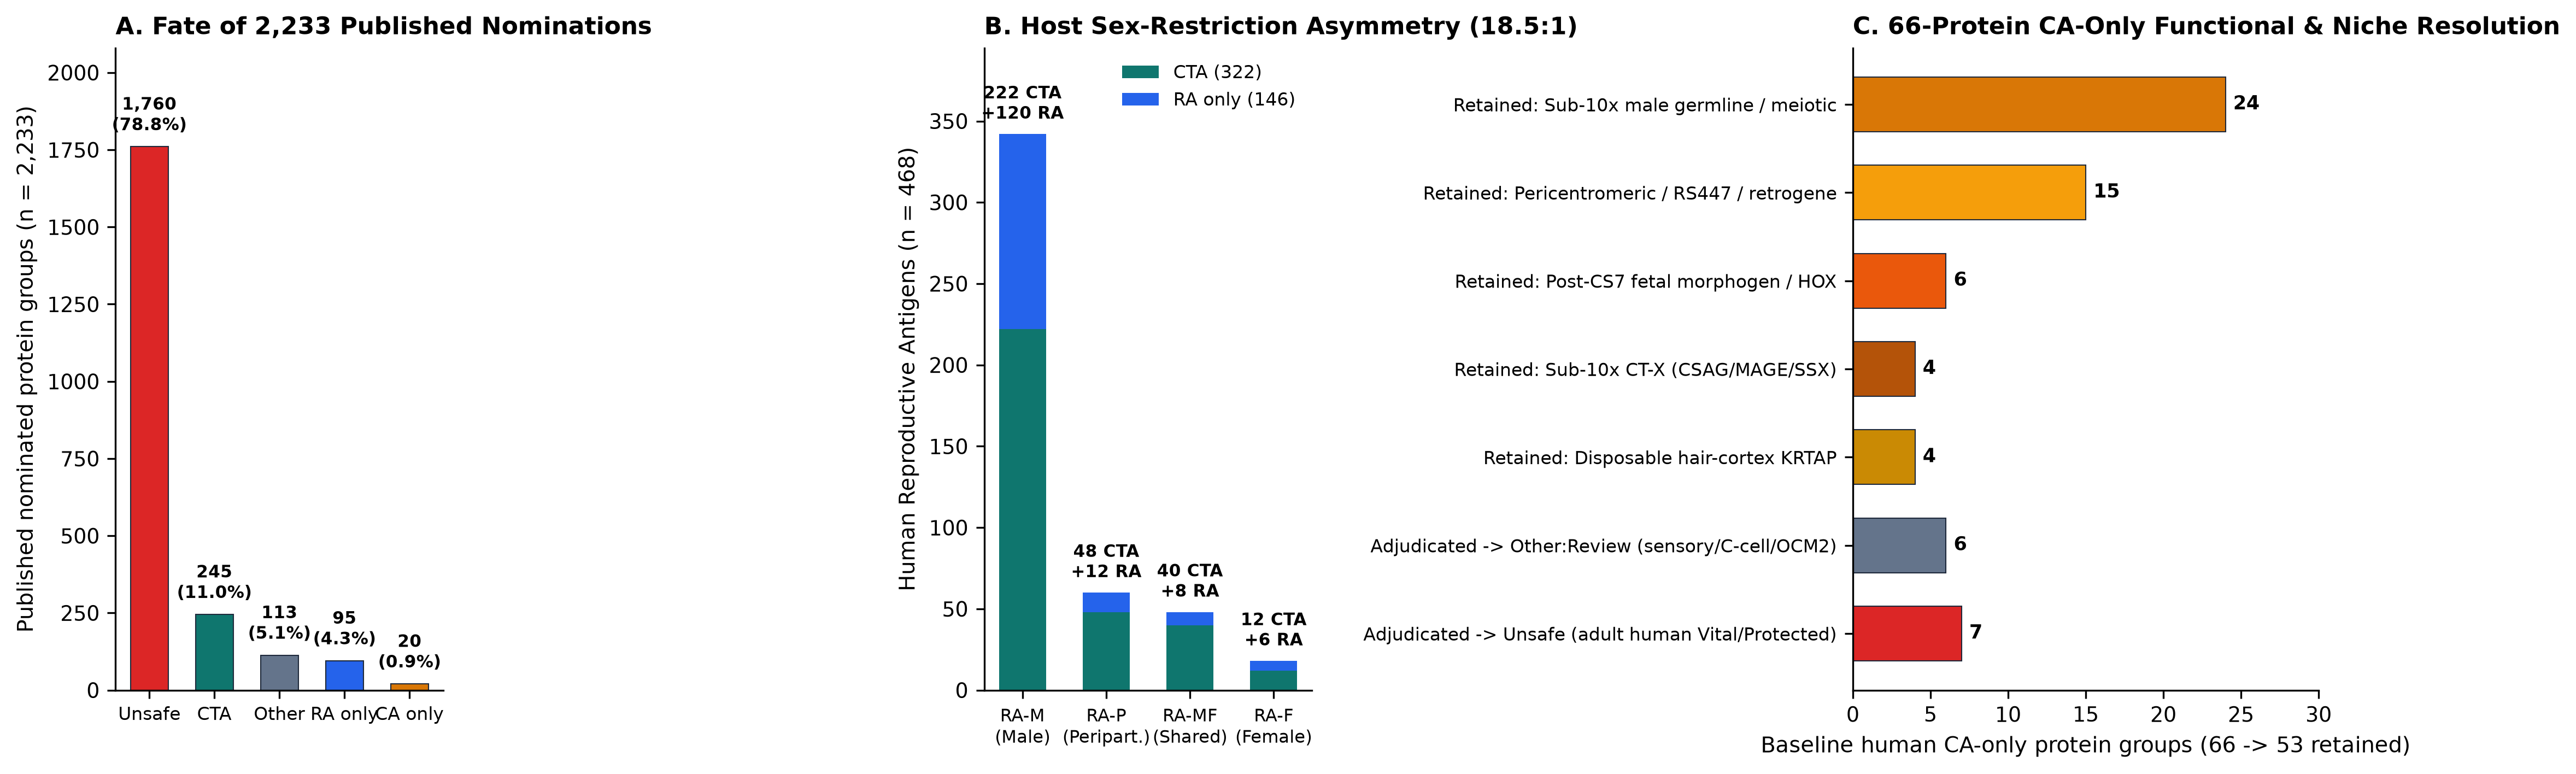 A. Fate of 2,233 Published Nominations
Published nominated protein groups (n = 2,233)
2000
1750
1500
1250
1000
750
500
250
0
1,760
(78.8%)
245
(11.0%)
113
(5.1%)
95
(4.3%)
20
(0.9%)
Unsafe
CTA
Other
RA only
CA only
B. Host Sex-Restriction Asymmetry (18.5:1)
Human Reproductive Antigens (n = 468)
350
300
250
200
150
100
50
0
CTA (322)
RA only (146)
222 CTA
+120 RA
48 CTA
+12 RA
40 CTA
+8 RA
12 CTA
+6 RA
RA-M
(Male)
RA-P
(Peripart.)
RA-MF
(Shared)
RA-F
(Female)
C. 66-Protein CA-Only Functional & Niche Resolution
Retained: Sub-10x male germline / meiotic
24
Retained: Pericentromeric / RS447 / retrogene
15
Retained: Post-CS7 fetal morphogen / HOX
6
Retained: Sub-10x CT-X (CSAG/MAGE/SSX)
4
Retained: Disposable hair-cortex KRTAP
4
Adjudicated -> Other:Review (sensory/C-cell/OCM2)
6
Adjudicated -> Unsafe (adult human Vital/Protected)
7
0
5
10
15
20
25
30
Baseline human CA-only protein groups (66 -> 53 retained)